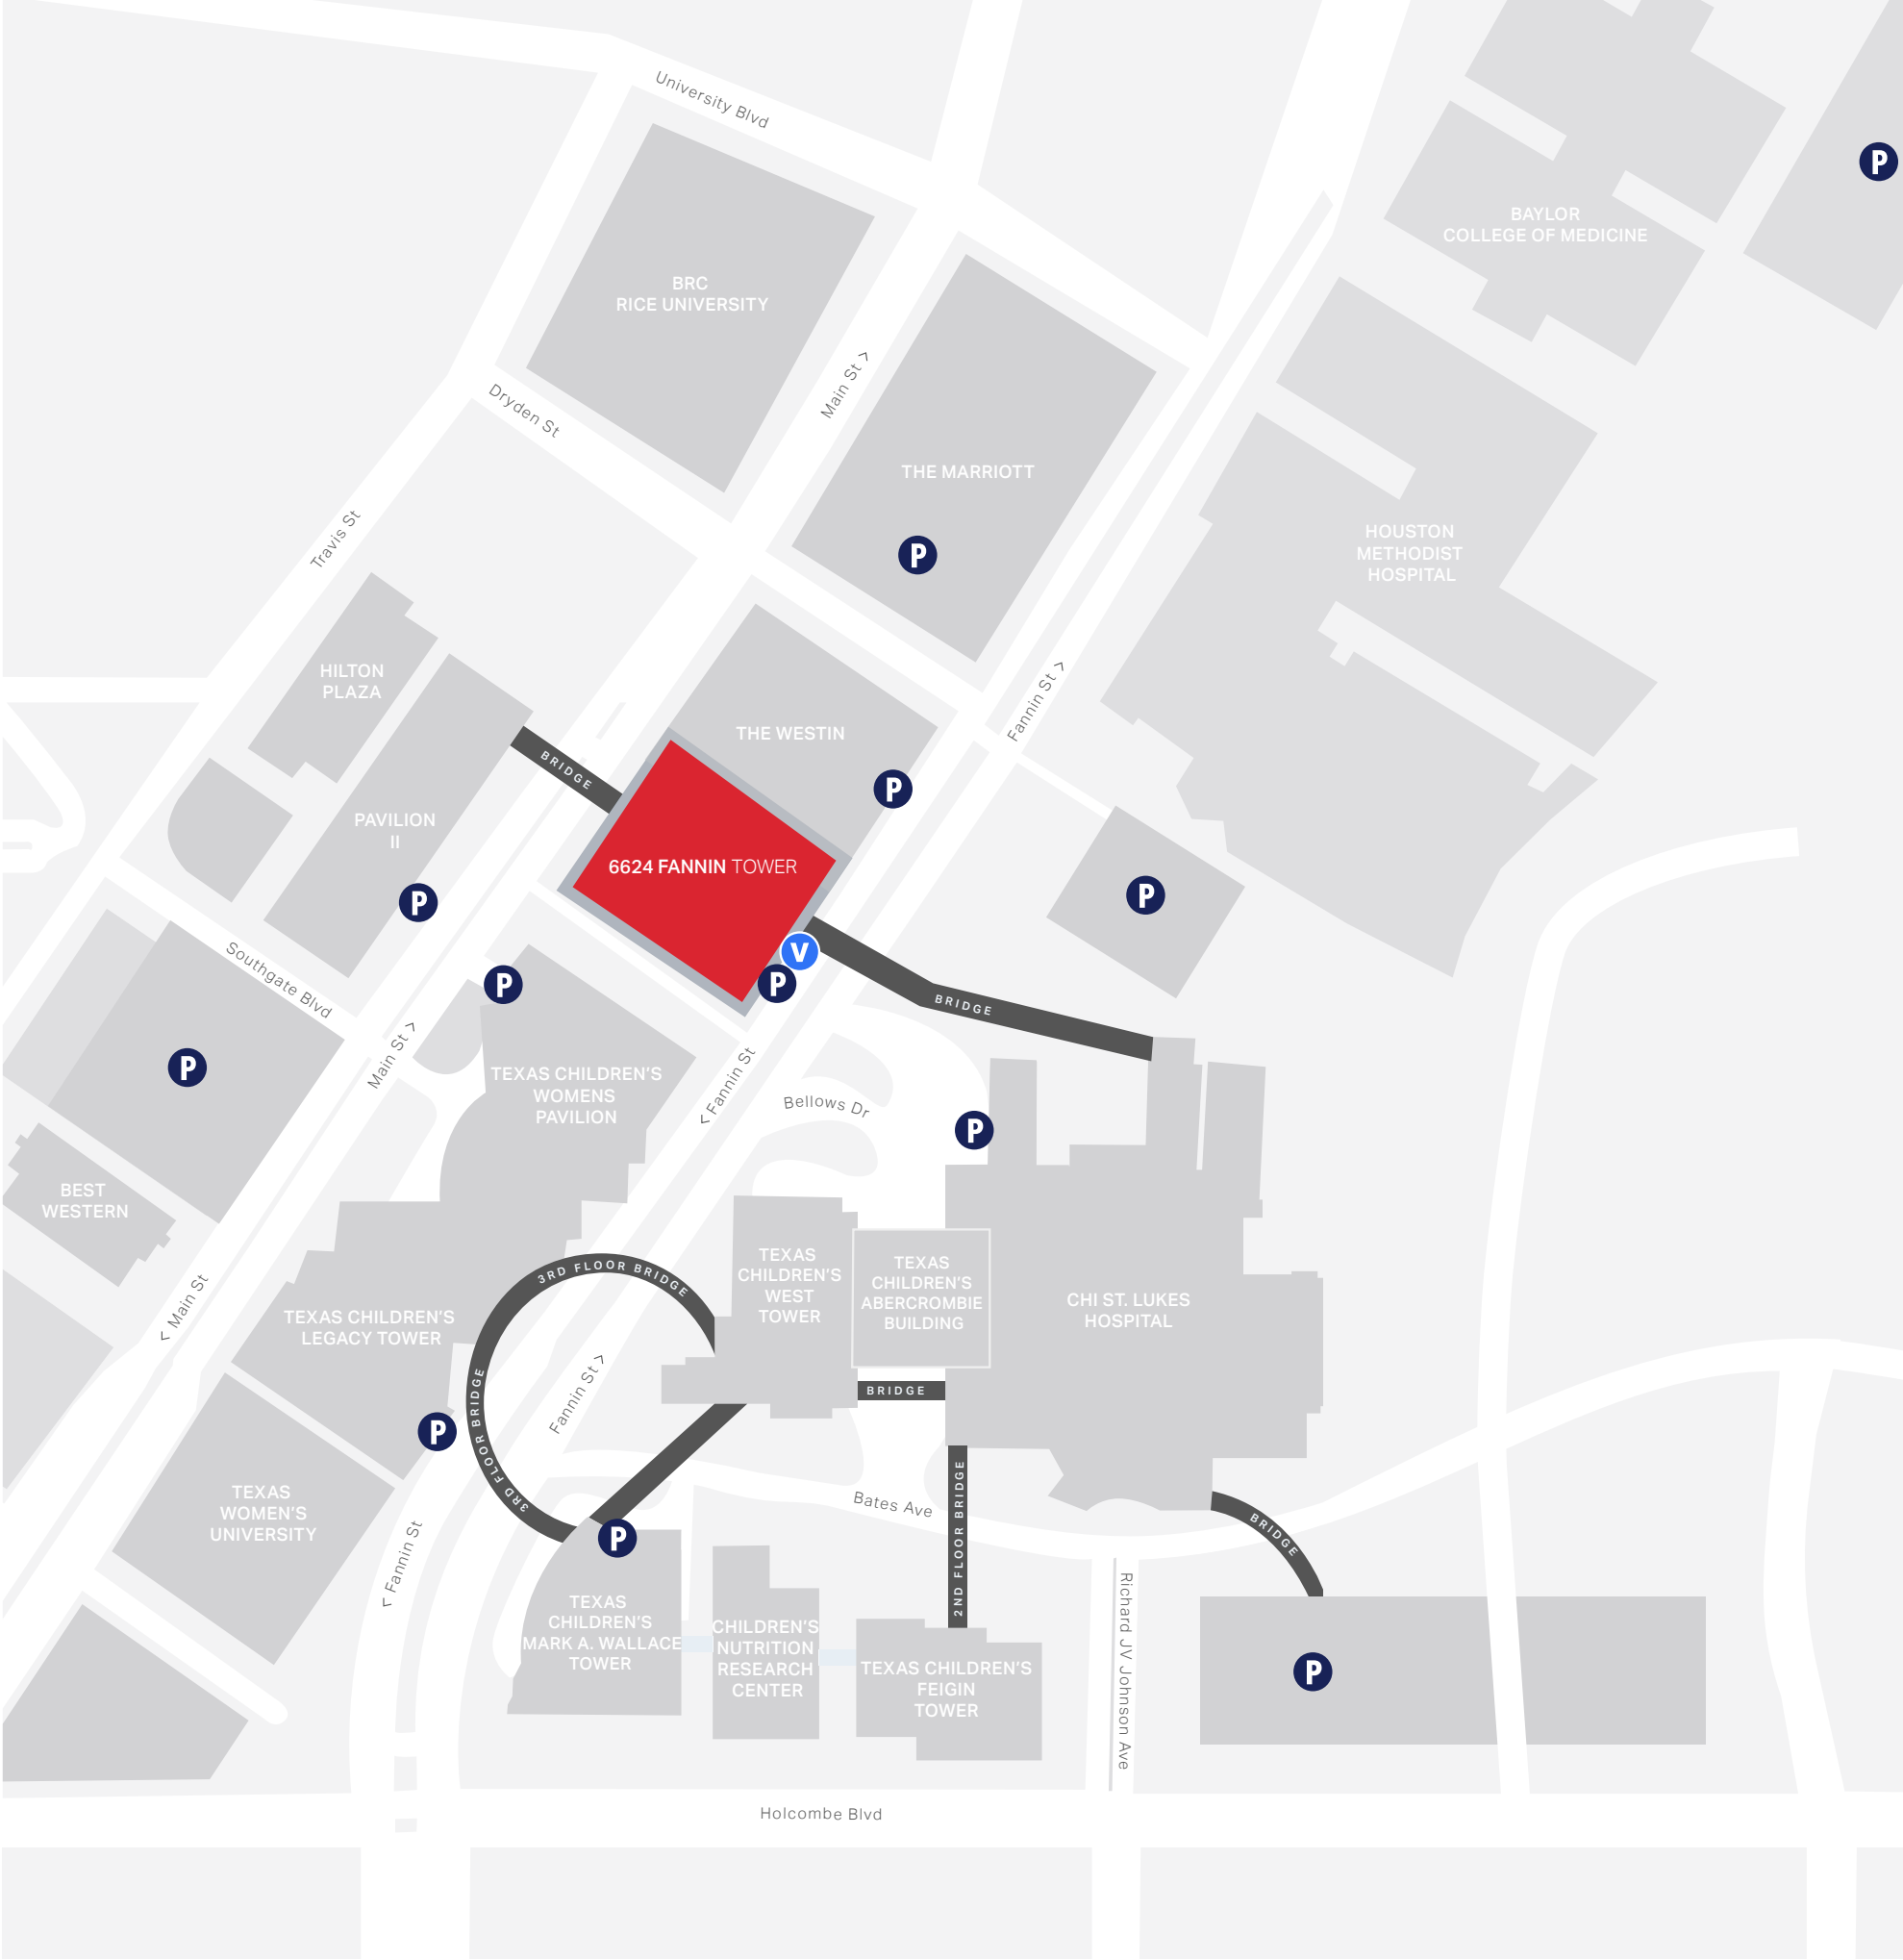 University Blvd
P
BAYLOR
COLLEGE OF MEDICINE
BRC
RICE UNIVERSITY
Main St >
Dryden St
THE MARRIOTT
P
Travis St
HOUSTON
METHODIST
HOSPITAL
HILTON
PLAZA
Fannin St >
THE WESTIN
BRIDGE
P
PAVILION
II
6624 FANNIN TOWER
P
P
Southgate Blvd
V
P
P
BRIDGE
Main St >
P
TEXAS CHILDREN'S
WOMENS
PAVILION
< Fannin St
Bellows Dr
P
BEST
WESTERN
3RD FLOOR BRIDGE
TEXAS
CHILDREN'S
WEST
TOWER
TEXAS
CHILDREN'S
ABERCROMBIE
BUILDING
CHI ST. LUKES
HOSPITAL
< Main St
TEXAS CHILDREN'S
LEGACY TOWER
Fannin St >
BRIDGE
3RD FLOOR BRIDGE
P
TEXAS
WOMEN'S
UNIVERSITY
Bates Ave
2ND FLOOR BRIDGE
BRIDGE
P
< Fannin St
TEXAS
CHILDREN'S
MARK A. WALLACE
TOWER
CHILDREN'S
NUTRITION
RESEARCH
CENTER
TEXAS CHILDREN'S
FEIGIN
TOWER
Richard JV Johnson Ave
P
Holcombe Blvd